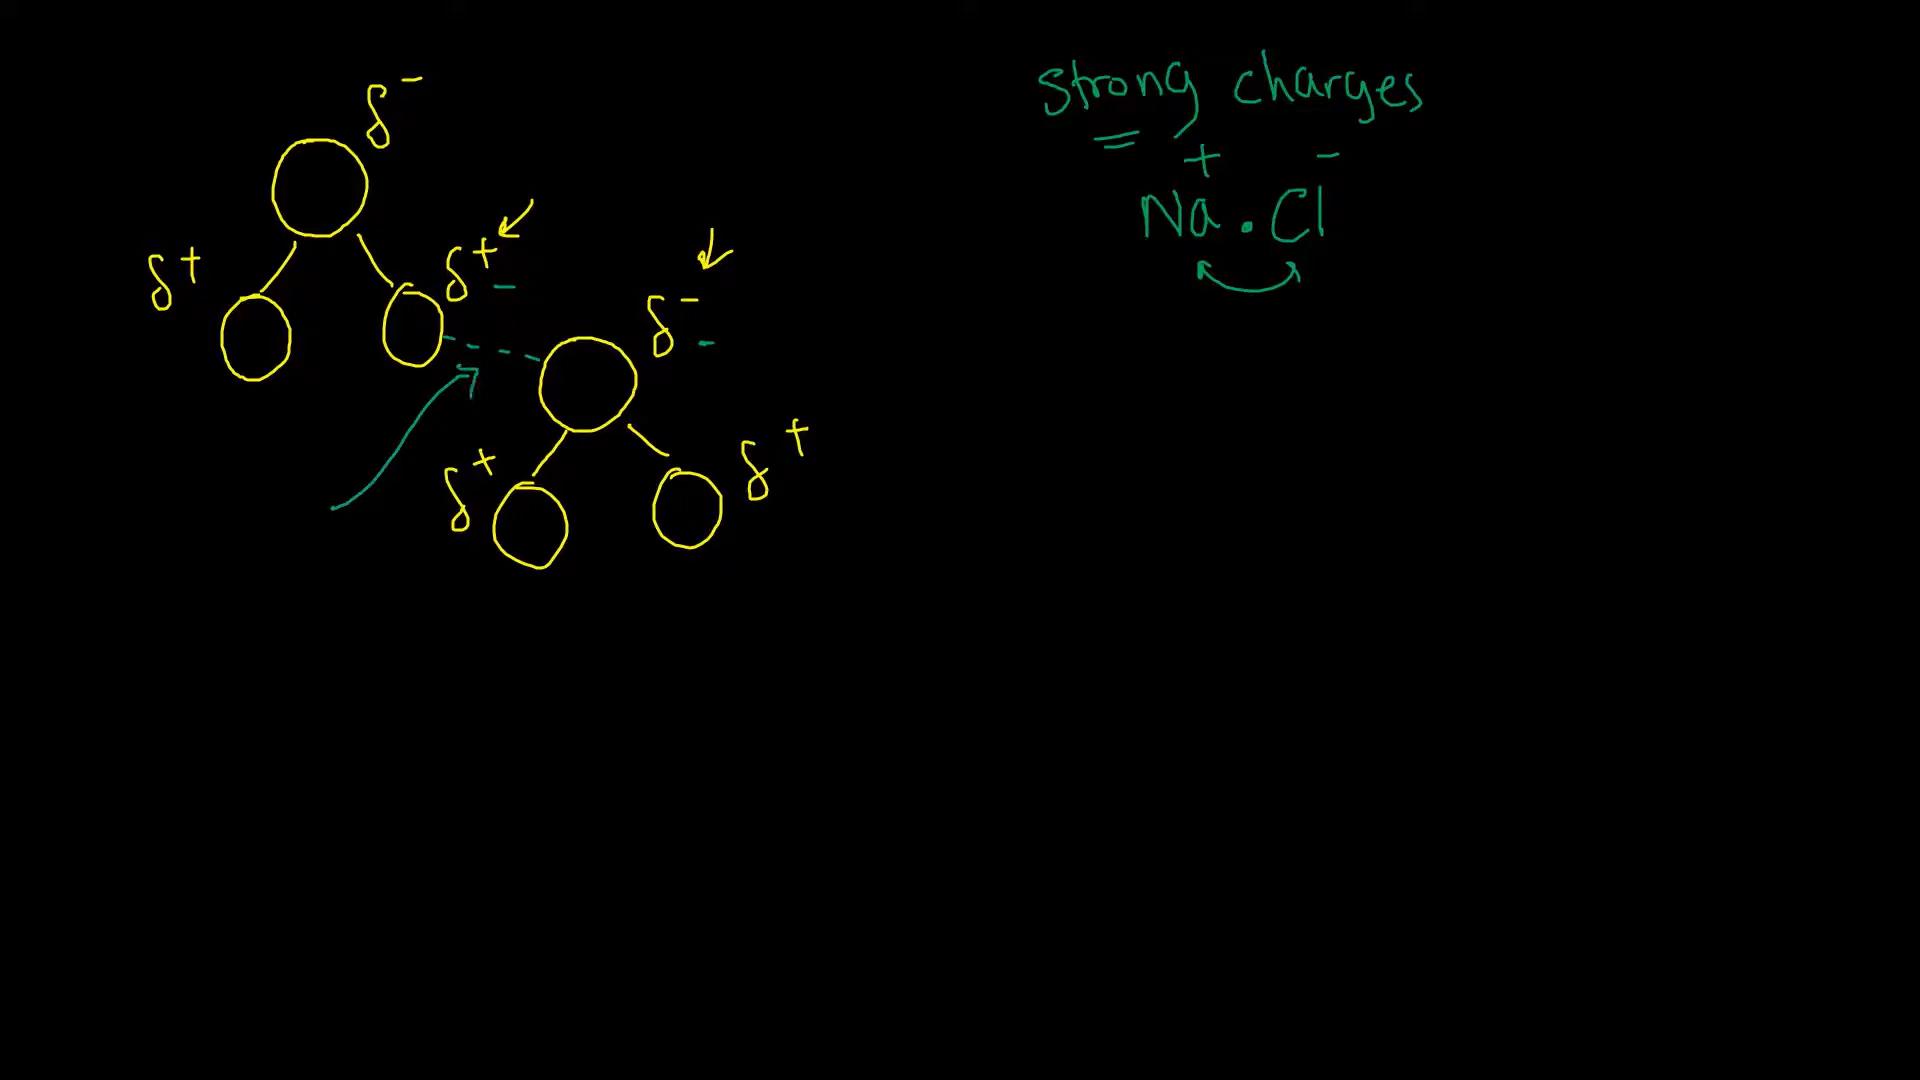 strong charges
+ -
Na . Cl
δ-
δ+
δ+
δ-
δ+
δ+